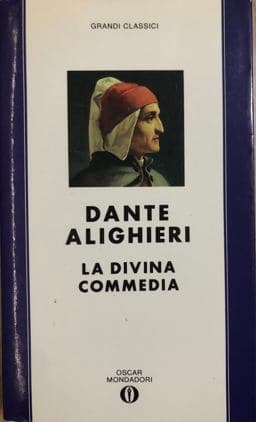 GRANDI CLASSICI
DANTE
ALIGHIERI
LA DIVINA
COMMEDIA
OSCAR
MONDADORI